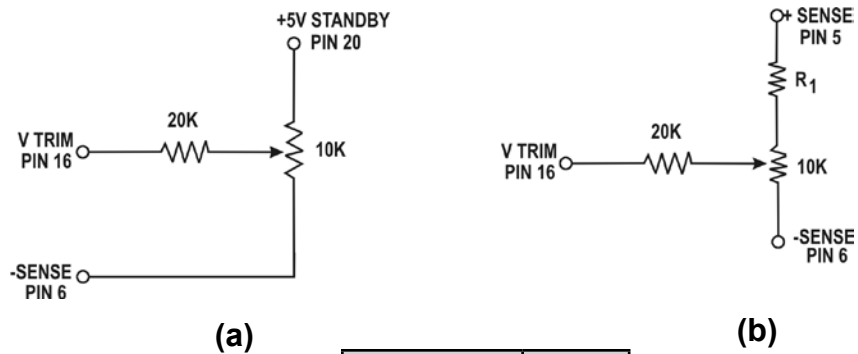 +5V STANDBY
PIN 20
20K
V TRIM
PIN 16
10K
-SENSE
PIN 6
(a)
+ SENSE
PIN 5
R1
20K
V TRIM
PIN 16
10K
-SENSE
PIN 6
(b)